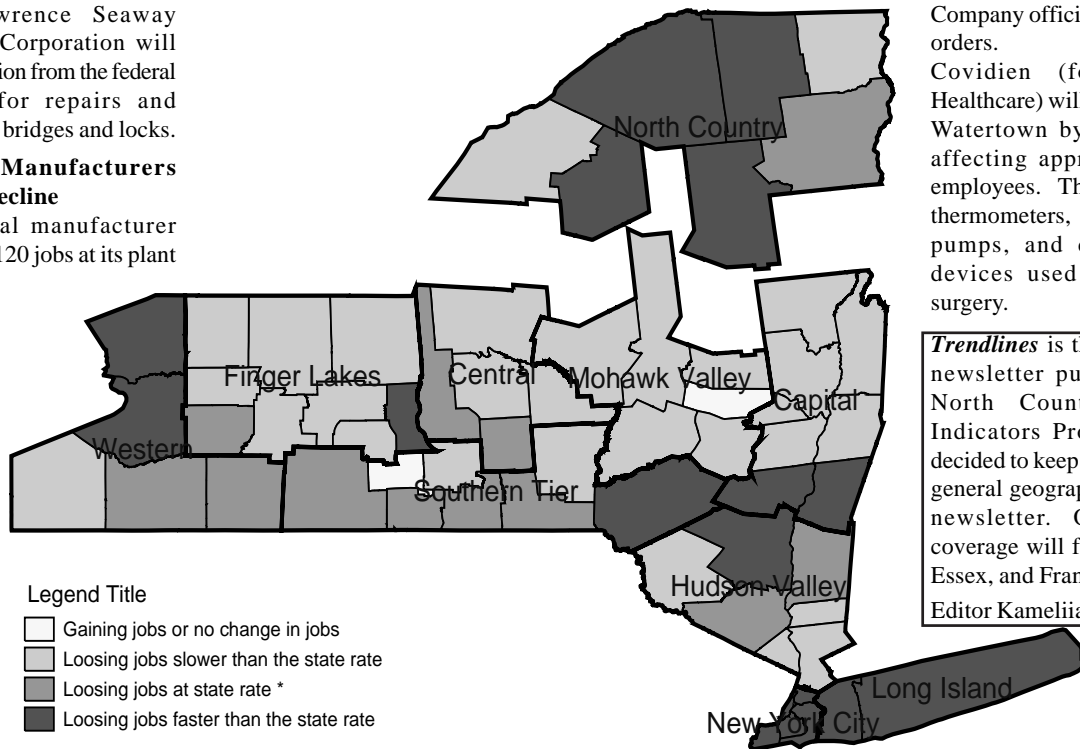 wrence Seaway
Corporation will
ion from the federal
for repairs and
bridges and locks.
Manufacturers
ecline
al manufacturer
120 jobs at its plant
Company offici
orders.
Covidien (fo
Healthcare) will
Watertown by
affecting appr
employees. Th
thermometers,
pumps, and
devices used
surgery.
Trendlines is th
newsletter pu
North Count
Indicators Pro
decided to keep
general geograp
newsletter. O
coverage will f
Essex, and Fran
Editor Kameliia
North Country
Finger Lakes
Central
Mohawk Valley
Capital
Western
Southern Tier
Hudson Valley
Long Island
New York City
Legend Title
Gaining jobs or no change in jobs
Loosing jobs slower than the state rate
Loosing jobs at state rate *
Loosing jobs faster than the state rate